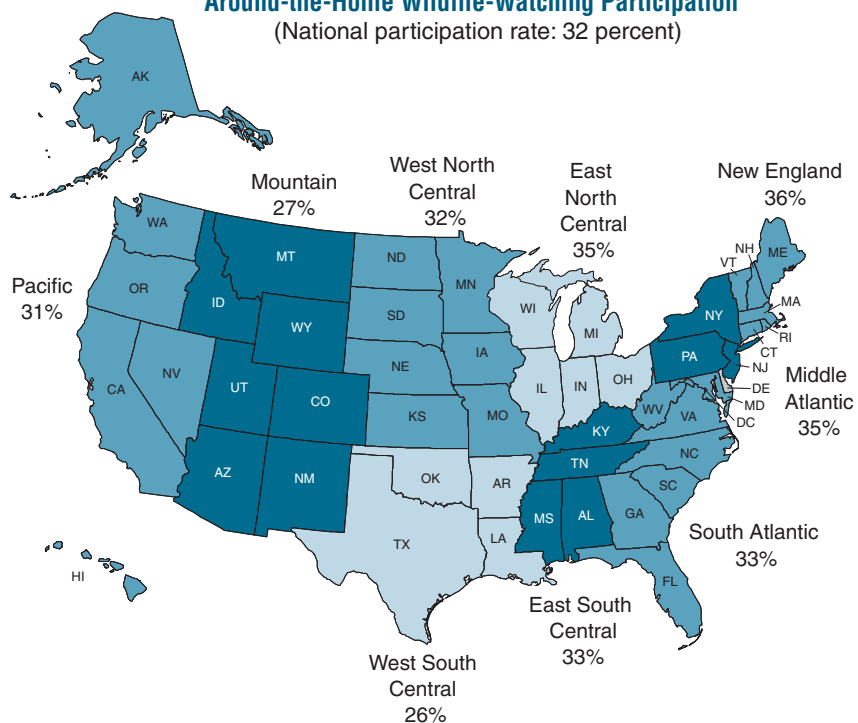 Around-the-Home Wildlife-Watching Participation
(National participation rate: 32 percent)
AK
West North
Central
32%
East
North
Central
35%
New England
36%
Mountain
27%
Pacific
31%
WA
OR
CA
NV
ID
MT
WY
UT
CO
AZ
NM
ND
SD
NE
KS
MN
IA
MO
WI
MI
IL
IN
OH
OK
AR
TX
LA
KY
TN
MS
AL
NY
PA
VT
NH
ME
MA
RI
CT
NJ
DE
MD
DC
WV
VA
NC
SC
GA
FL
HI
Middle
Atlantic
35%
South Atlantic
33%
East South
Central
33%
West South
Central
26%